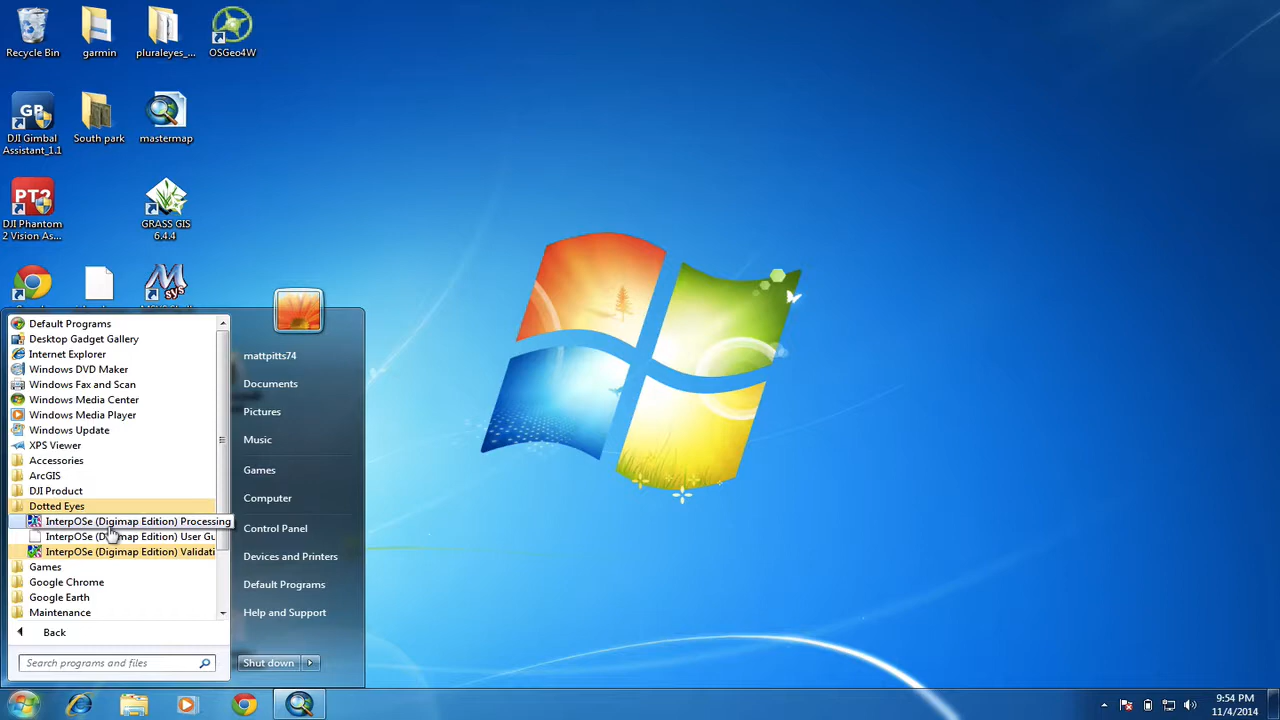 Recycle Bin
garmin
pluraleyes_...
OSGeo4W
DJI Gimbal
Assistant_1.1
South park
mastermap
DJI Phantom
2 Vision As...
GRASS GIS
6.4.4
Default Programs
Desktop Gadget Gallery
Internet Explorer
Windows DVD Maker
Windows Fax and Scan
Windows Media Center
Windows Media Player
Windows Update
XPS Viewer
Accessories
ArcGIS
DJI Product
Dotted Eyes
InterpOSe (Digimap Edition) Processing
InterpOSe (Digimap Edition) User Gu
InterpOSe (Digimap Edition) Validati
Games
Google Chrome
Google Earth
Maintenance
Back
Search programs and files
mattpitts74
Documents
Pictures
Music
Games
Computer
Control Panel
Devices and Printers
Default Programs
Help and Support
Shut down
9:54 PM
11/4/2014